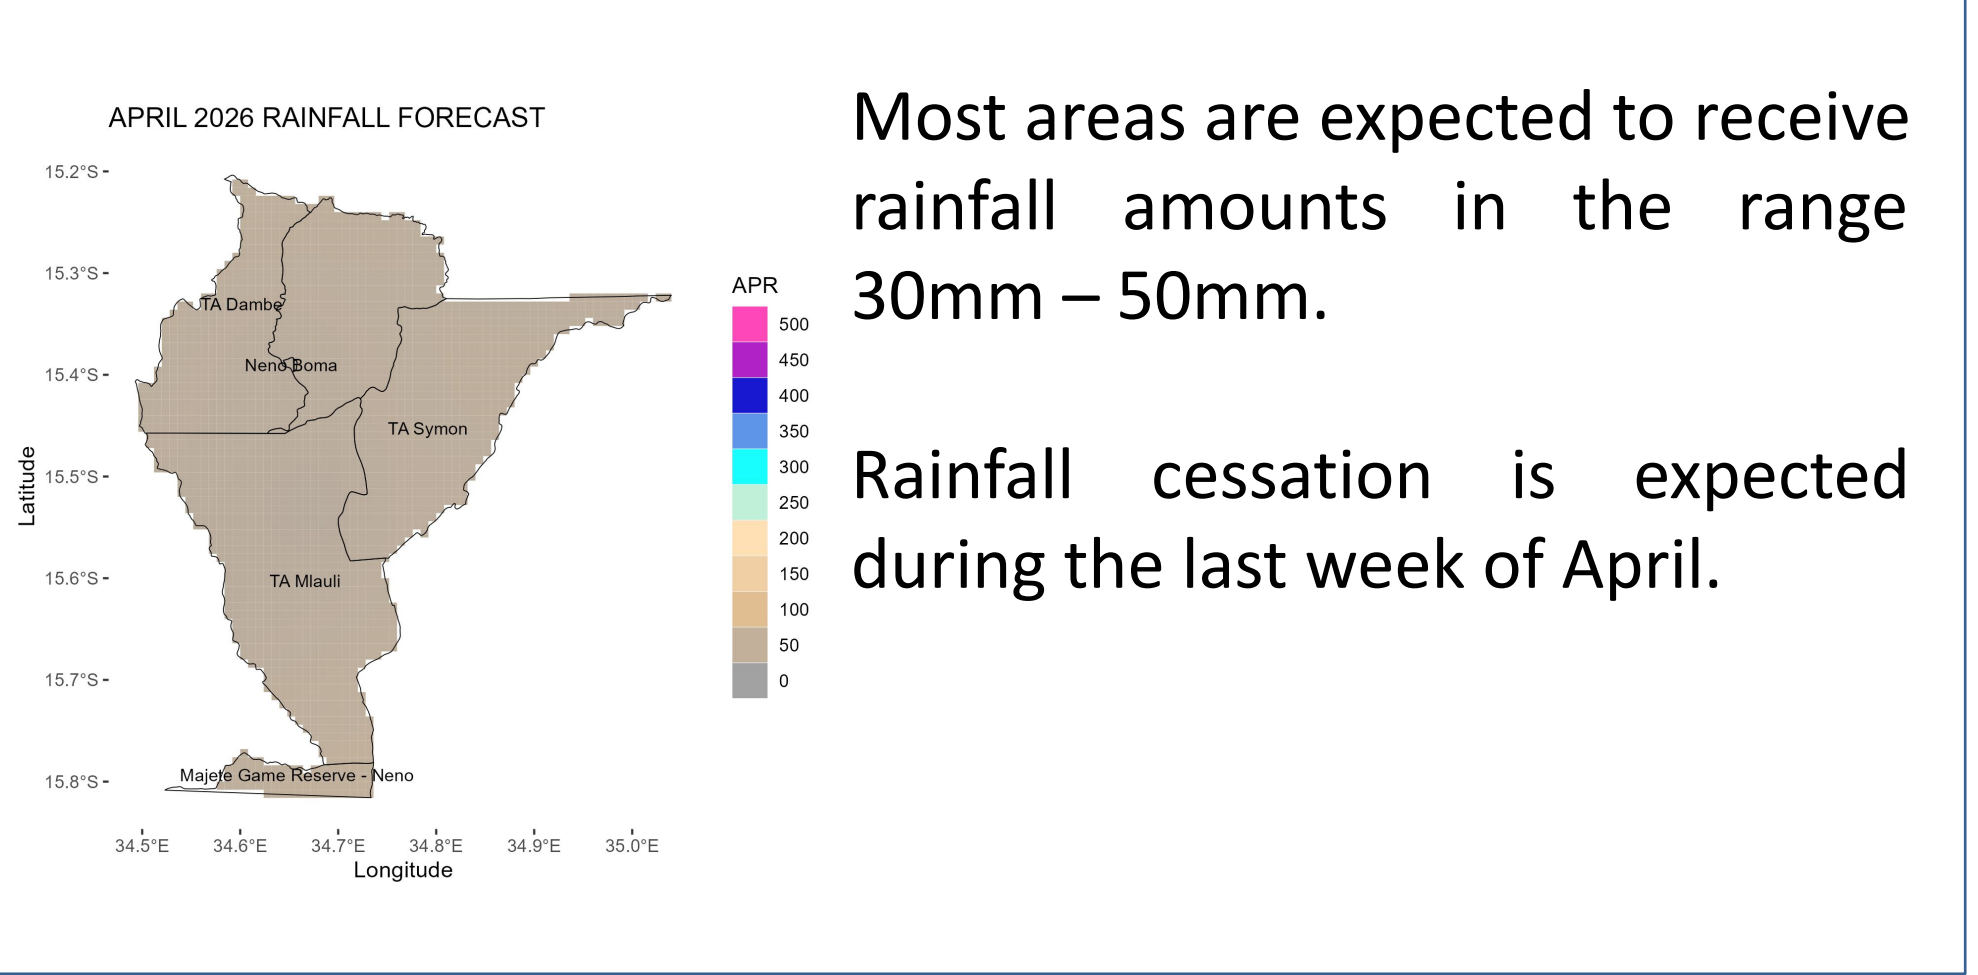 APRIL 2026 RAINFALL FORECAST
15.2°S
15.3°S
15.4°S
15.5°S
15.6°S
15.7°S
15.8°S
Latitude
TA Dambe
Neno Boma
TA Symon
TA Mlauli
Majete Game Reserve - Neno
34.5°E 34.6°E 34.7°E 34.8°E 34.9°E 35.0°E
Longitude
APR
500
450
400
350
300
250
200
150
100
50
0
Most areas are expected to receive
rainfall amounts in the range
30mm – 50mm.
Rainfall cessation is expected
during the last week of April.